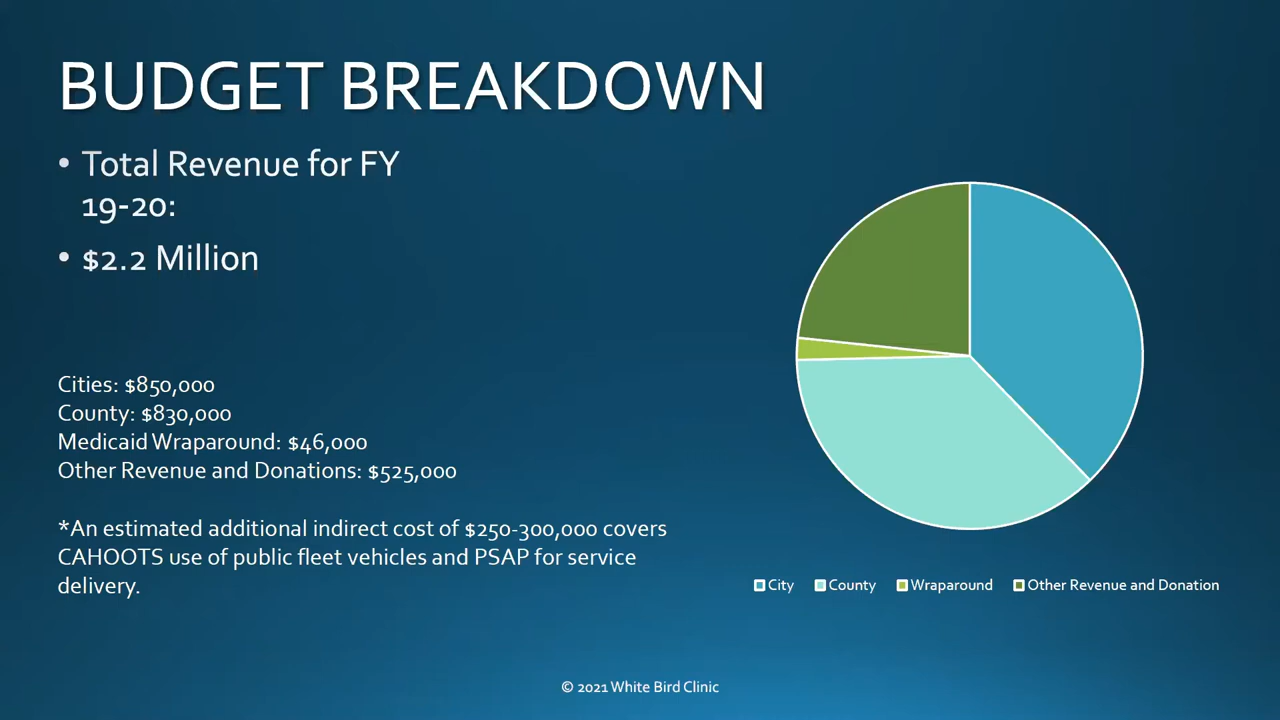 BUDGET BREAKDOWN
• Total Revenue for FY
19-20:
• $2.2 Million
Cities: $850,000
County: $830,000
Medicaid Wraparound: $46,000
Other Revenue and Donations: $525,000
*An estimated additional indirect cost of $250-300,000 covers
CAHOOTS use of public fleet vehicles and PSAP for service
delivery.
City County Wraparound Other Revenue and Donation
© 2021 White Bird Clinic